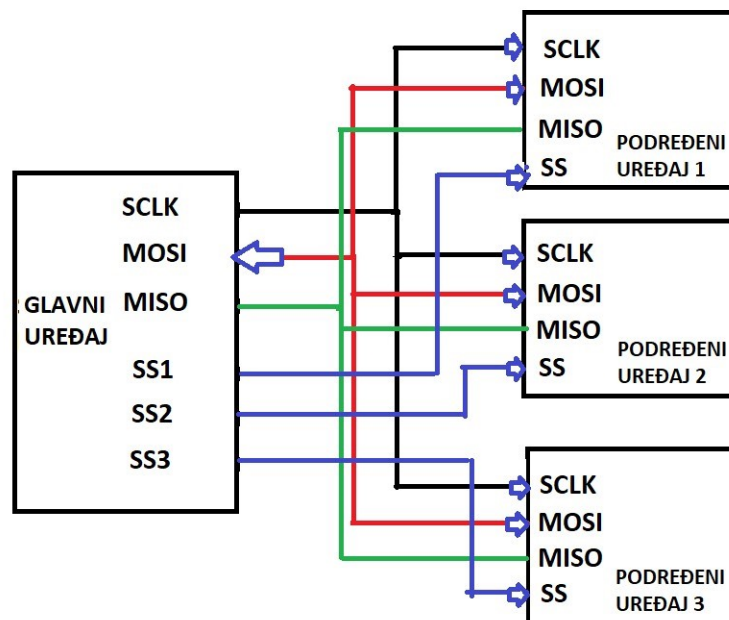 GLAVNI
UREĐAJ
SCLK
MOSI
MISO
SS1
SS2
SS3
SCLK
MOSI
MISO
SS
PODREĐENI
UREĐAJ 1
SCLK
MOSI
MISO
SS
PODREĐENI
UREĐAJ 2
SCLK
MOSI
MISO
SS
PODREĐENI
UREĐAJ 3